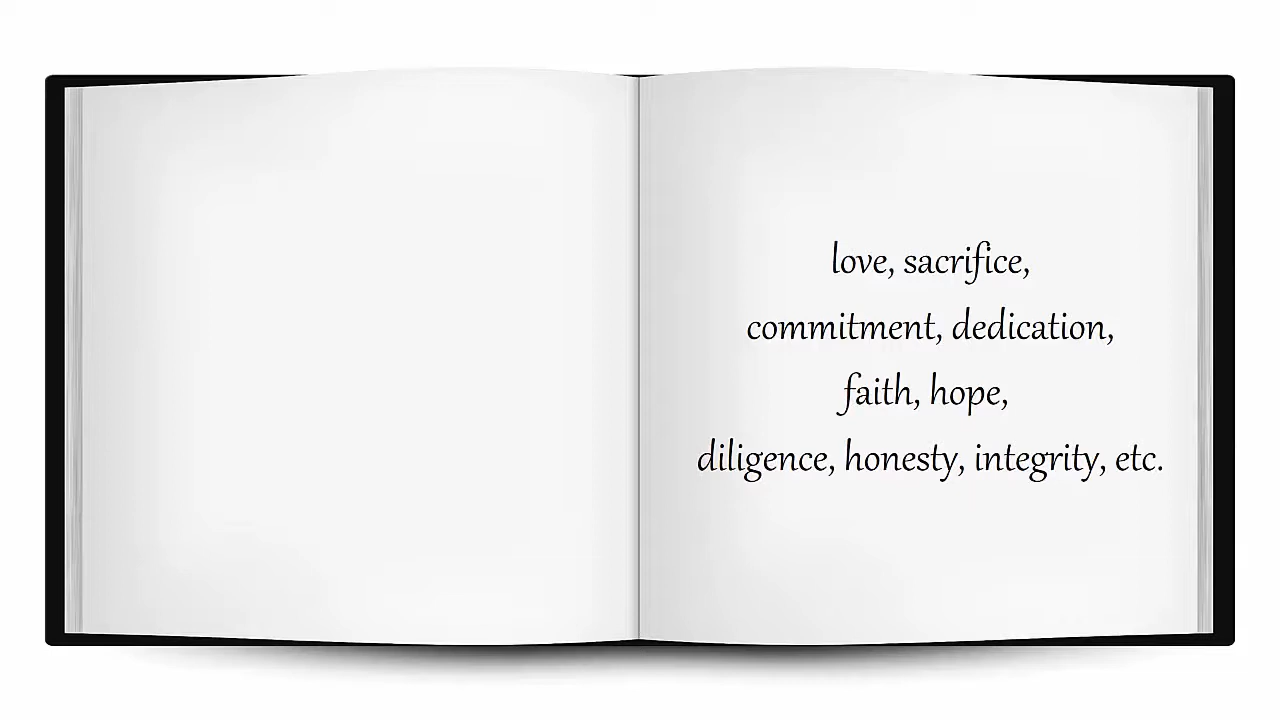 love, sacrifice,
commitment, dedication,
faith, hope,
diligence, honesty, integrity, etc.